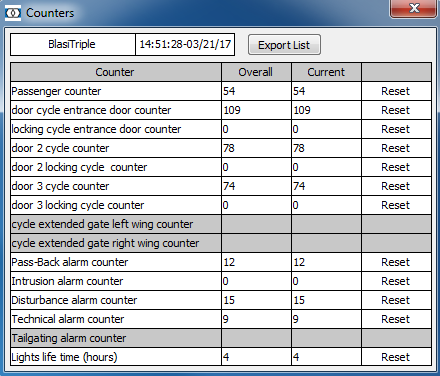 Counters
BlasiTriple 14:51:28-03/21/17 Export List
Counter Overall Current
Passenger counter 54 54 Reset
door cycle entrance door counter 109 109 Reset
locking cycle entrance door counter 0 0 Reset
door 2 cycle counter 78 78 Reset
door 2 locking cycle counter 0 0 Reset
door 3 cycle counter 74 74 Reset
door 3 locking cycle counter 0 0 Reset
cycle extended gate left wing counter
cycle extended gate right wing counter
Pass-Back alarm counter 12 12 Reset
Intrusion alarm counter 0 0 Reset
Disturbance alarm counter 15 15 Reset
Technical alarm counter 9 9 Reset
Tailgating alarm counter
Lights life time (hours) 4 4 Reset